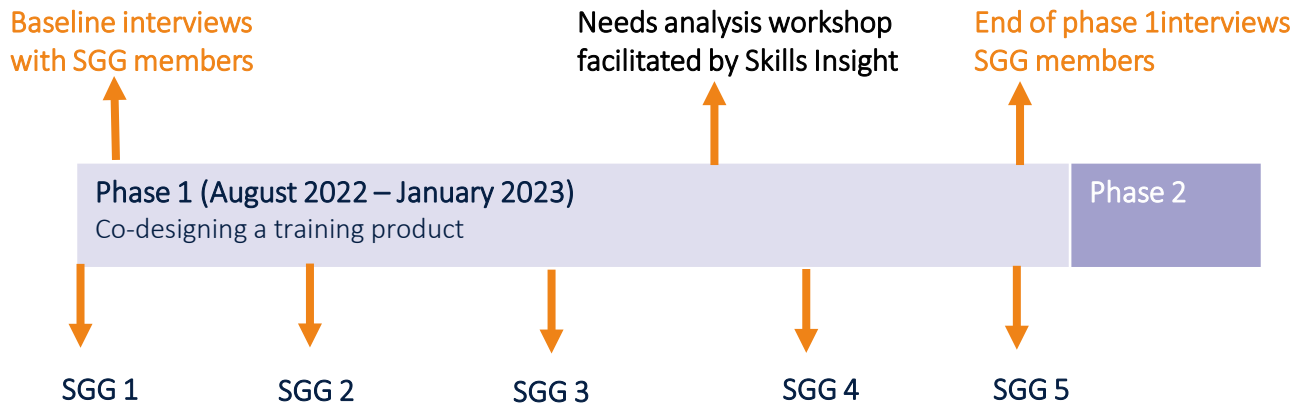 Baseline interviews
with SGG members
Needs analysis workshop
facilitated by Skills Insight
End of phase 1interviews
SGG members
Phase 1 (August 2022 – January 2023)
Co-designing a training product
Phase 2
SGG 1
SGG 2
SGG 3
SGG 4
SGG 5